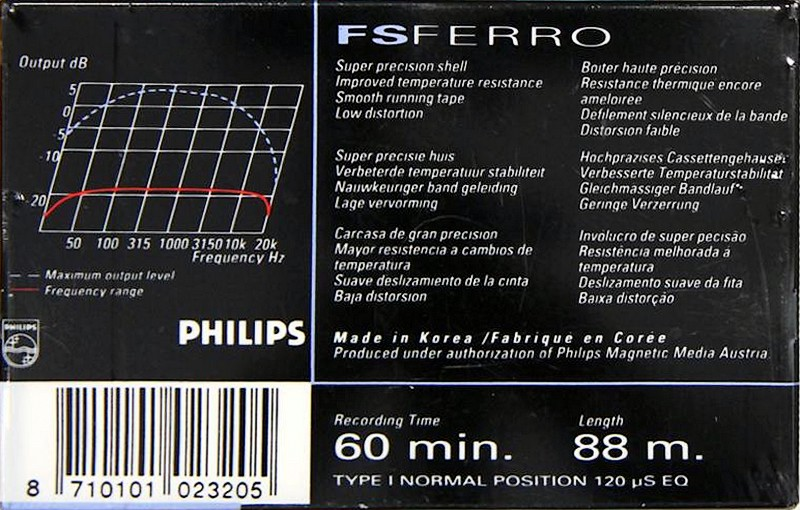 Output dB
5
0
-5
-10
20
50 100 315 1000 3150 10k 20k
Frequency Hz
Maximum output level
Frequency range
PHILIPS
PHILIPS
FSFERRO
Super precision shell
Improved temperature resistance
Smooth running tape
Low distortion
Boiter haute précision
Resistance thermique encore
amelioree
Defilement silencieux de la bande
Distorsion faible
Super precisie huis
Verbeterde temperatuur stabiliteit
Nauwkeuriger band geleiding
Lage vervorming
Hochprazises Cassettengehause
Verbesserte Temperaturstabilitat
Gleichmassiger Bandlauf
Geringe Verzerrung
Carcasa de gran precision
Mayor resistencia a cambios de
temperatura
Suave deslizamiento de la cinta
Baja distorsion
Involucro de super pecisão
Resistência melhorada à
temperatura
Deslizamento suave da fita
Baixa distorção
Made in Korea /Fabrique en Corée
Produced under authorization of Philips Magnetic Media Austria
8 710101 023205
Recording Time
60 min.
Length
88 m.
TYPE I NORMAL POSITION 120 µS EQ